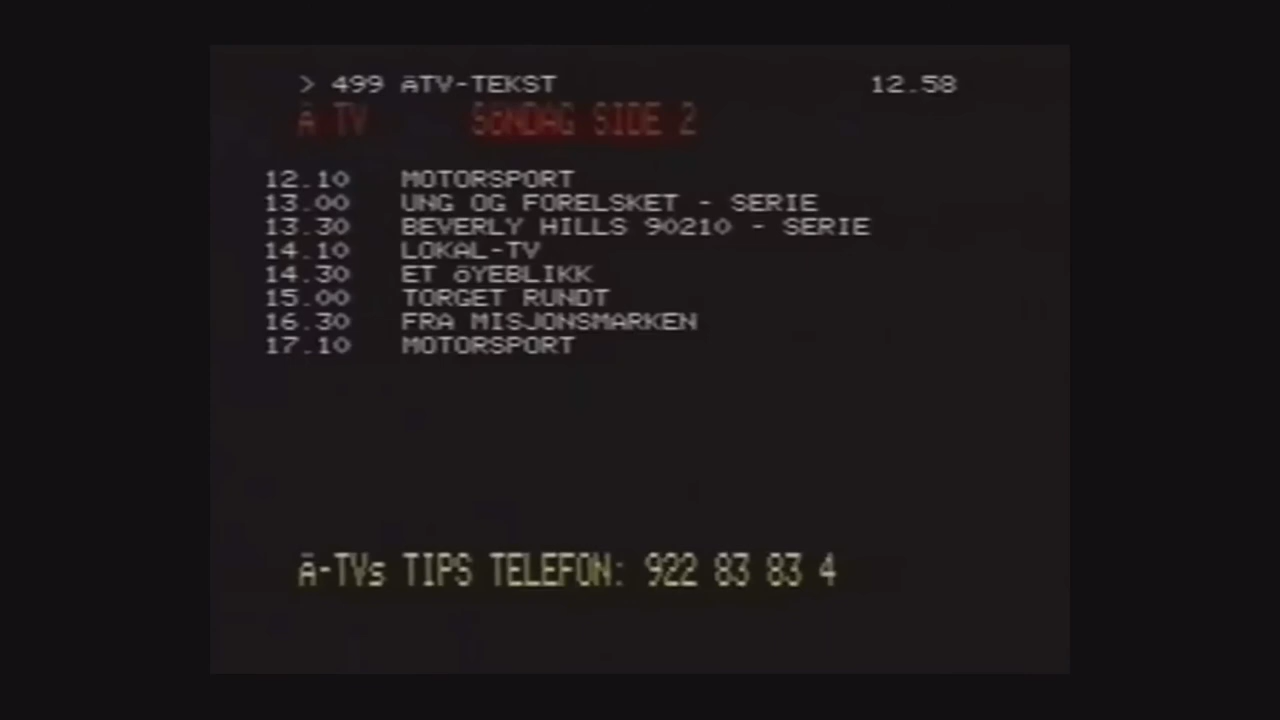 > 499 äTV-TEKST 12.58
Ä TV SöNDAG SIDE 2
12.10 MOTORSPORT
13.00 UNG OG FORELSKET - SERIE
13.30 BEVERLY HILLS 90210 - SERIE
14.10 LOKAL-TV
14.30 ET öYEBLIKK
15.00 TORGET RUNDT
16.30 FRA MISJONSMARKEN
17.10 MOTORSPORT
ä-TVs TIPS TELEFON: 922 83 83 4